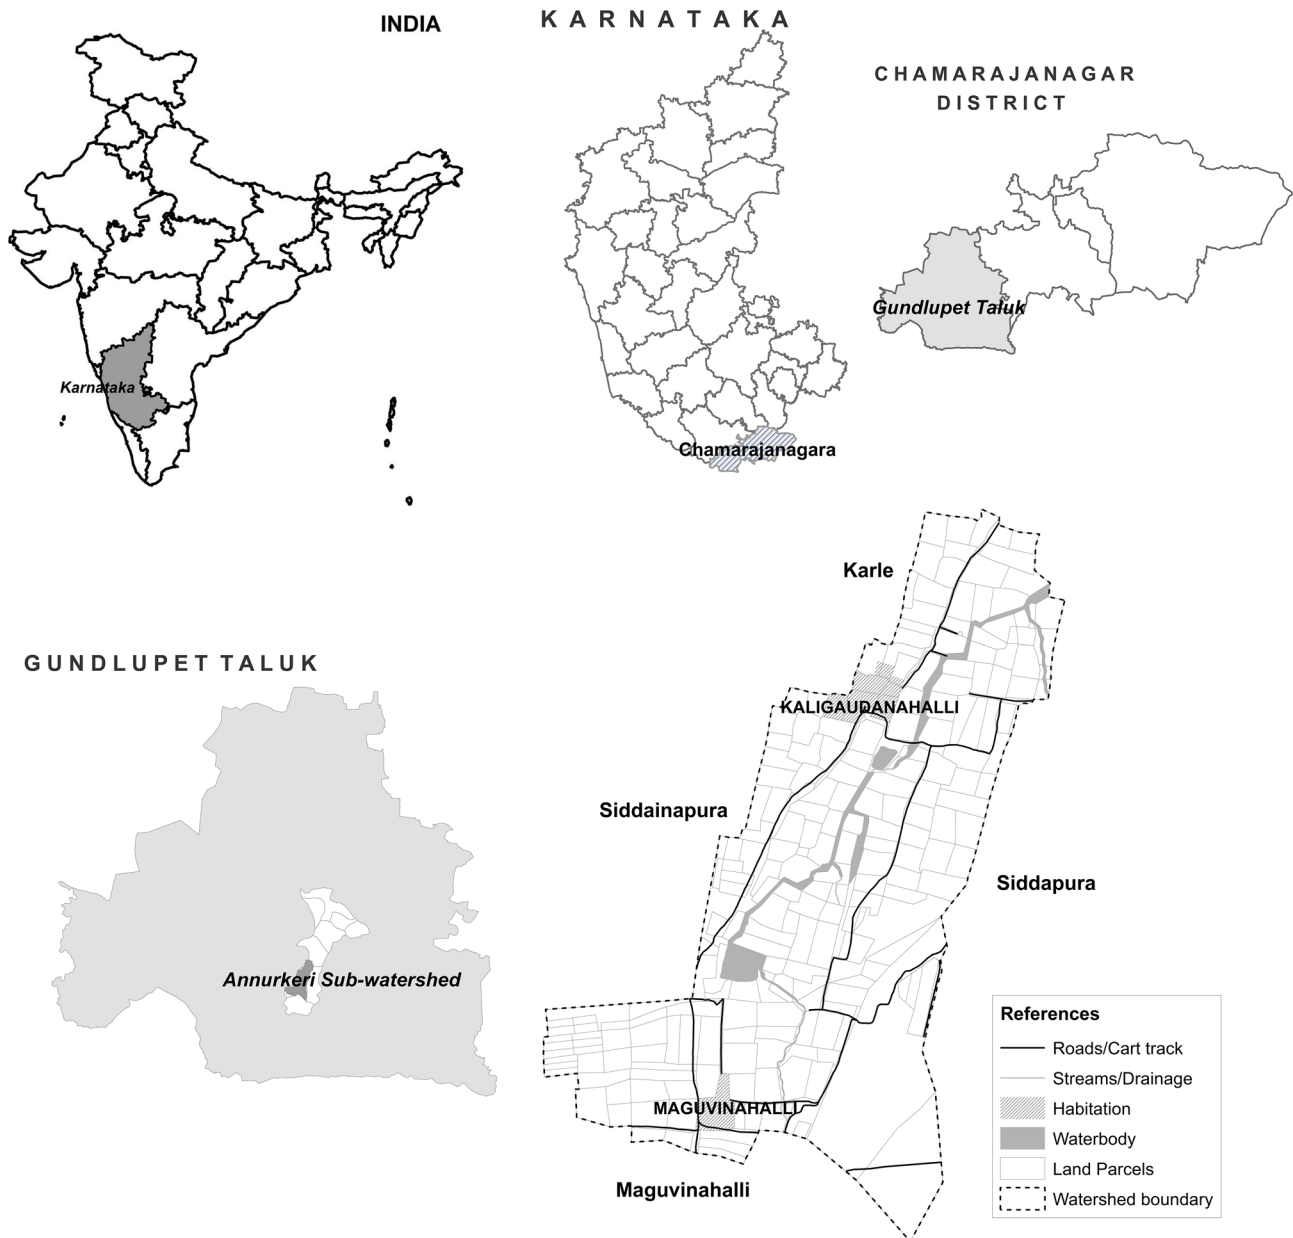 INDIA
Karnataka
KARNATAKA
Chamarajanagara
CHAMARAJANAGAR
DISTRICT
Gundlupet Taluk
GUNDLUPET TALUK
Annurkeri Sub-watershed
Karle
KALIGAUDANAHALLI
Siddainapura
Siddapura
MAGUVINAHALLI
Maguvinahalli
References
Roads/Cart track
Streams/Drainage
Habitation
Waterbody
Land Parcels
Watershed boundary